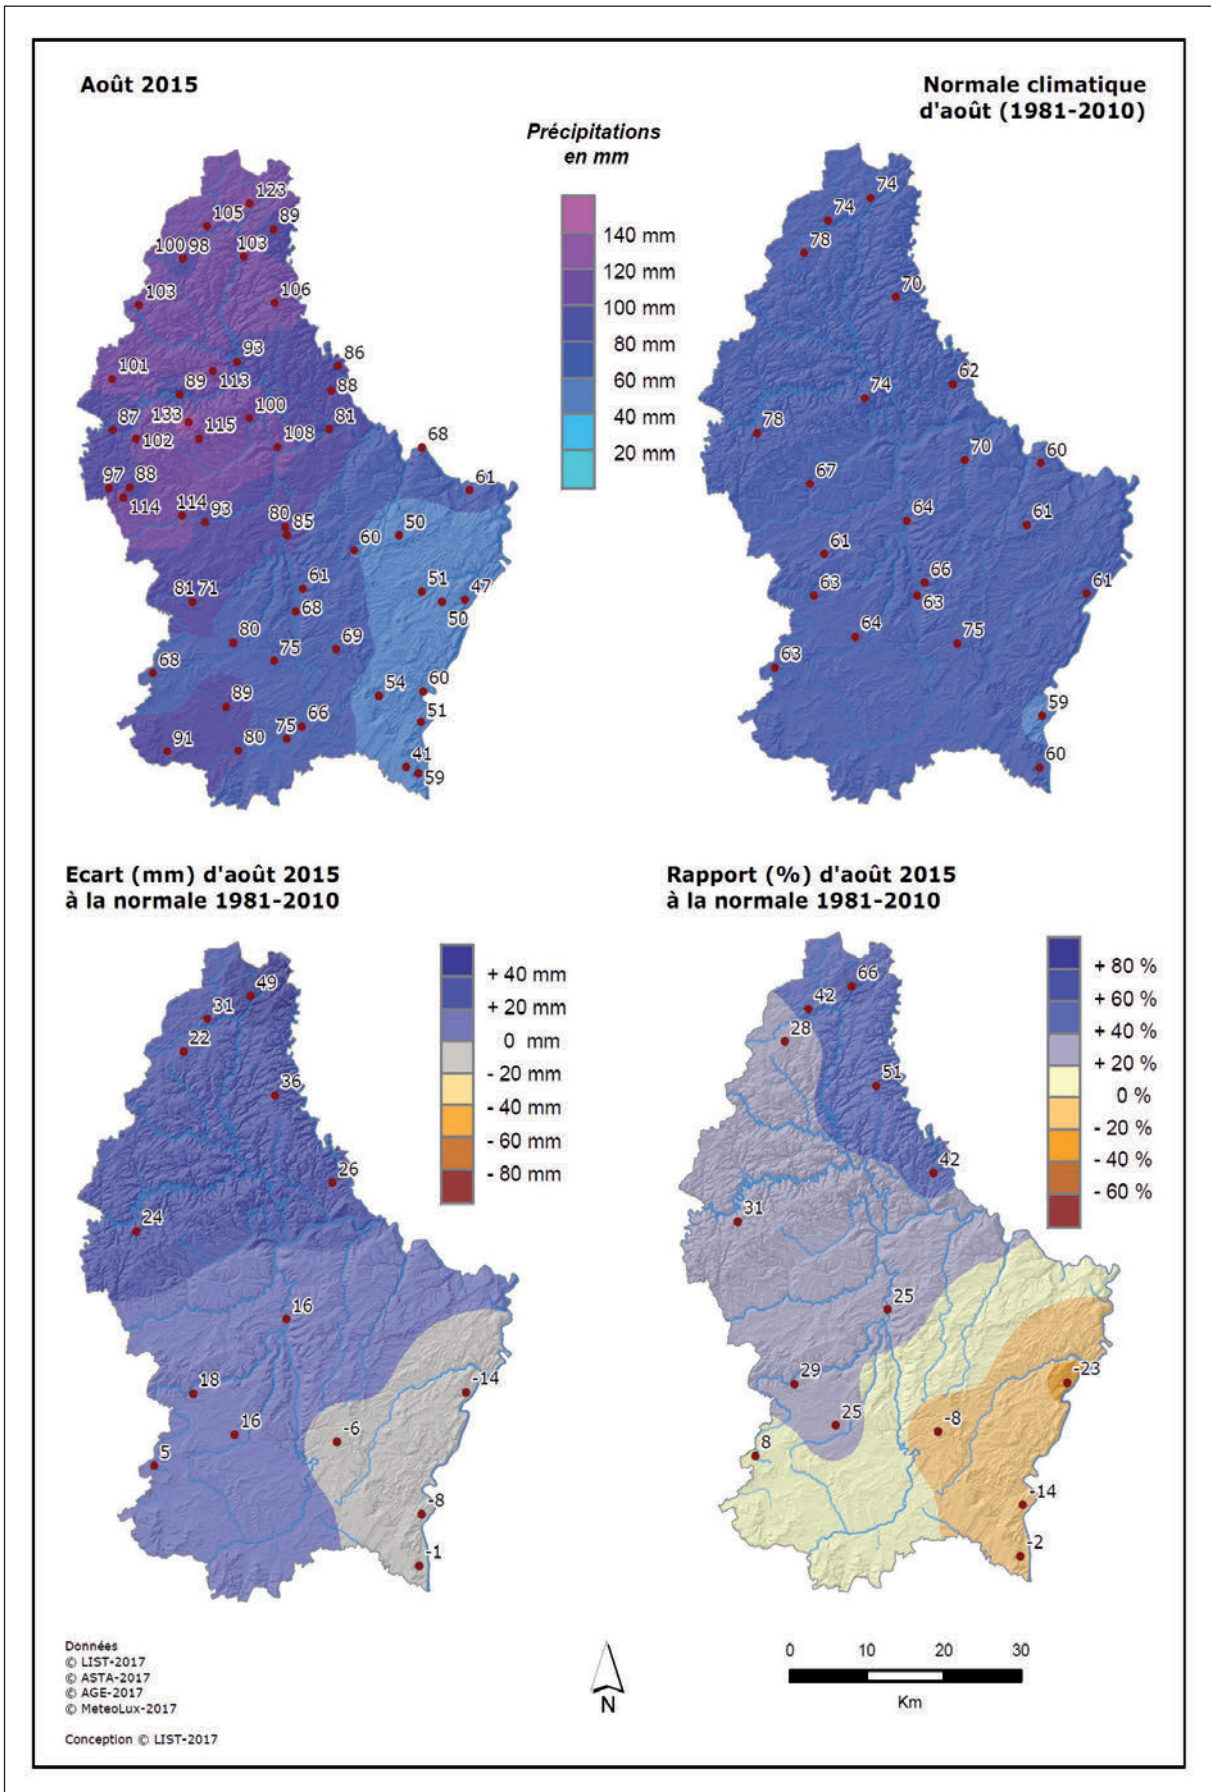 Août 2015
Normale climatique
d'août (1981-2010)
Précipitations
en mm
140 mm
120 mm
100 mm
80 mm
60 mm
40 mm
20 mm
123
105
89
100 98
103
103
106
93
86
101
113
89
88
133
100
87
81
115
108
102
68
97
88
61
114
114
93
80
85
50
60
61
51
47
81 71
50
68
80
69
75
68
54
60
89
51
66
75
91
80
41
59
74
74
78
70
62
74
78
70
60
67
64
61
61
66
61
63
63
64
75
63
59
60
Ecart (mm) d'août 2015
à la normale 1981-2010
+ 40 mm
+ 20 mm
0 mm
- 20 mm
- 40 mm
- 60 mm
- 80 mm
49
31
22
36
26
24
16
-14
18
16
-6
5
-8
-1
Rapport (%) d'août 2015
à la normale 1981-2010
+ 80 %
+ 60 %
+ 40 %
+ 20 %
0 %
- 20 %
- 40 %
- 60 %
66
42
28
51
42
31
25
-23
29
25
-8
8
-14
-2
Données
© LIST-2017
© ASTA-2017
© AGE-2017
© MeteoLux-2017
Conception © LIST-2017
N
0 10 20 30
Km